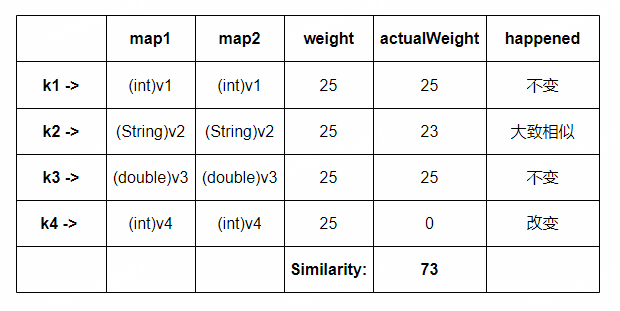 map1 map2 weight actualWeight happened
k1 -> (int)v1 (int)v1 25 25 不变
k2 -> (String)v2 (String)v2 25 23 大致相似
k3 -> (double)v3 (double)v3 25 25 不变
k4 -> (int)v4 (int)v4 25 0 改变
Similarity: 73